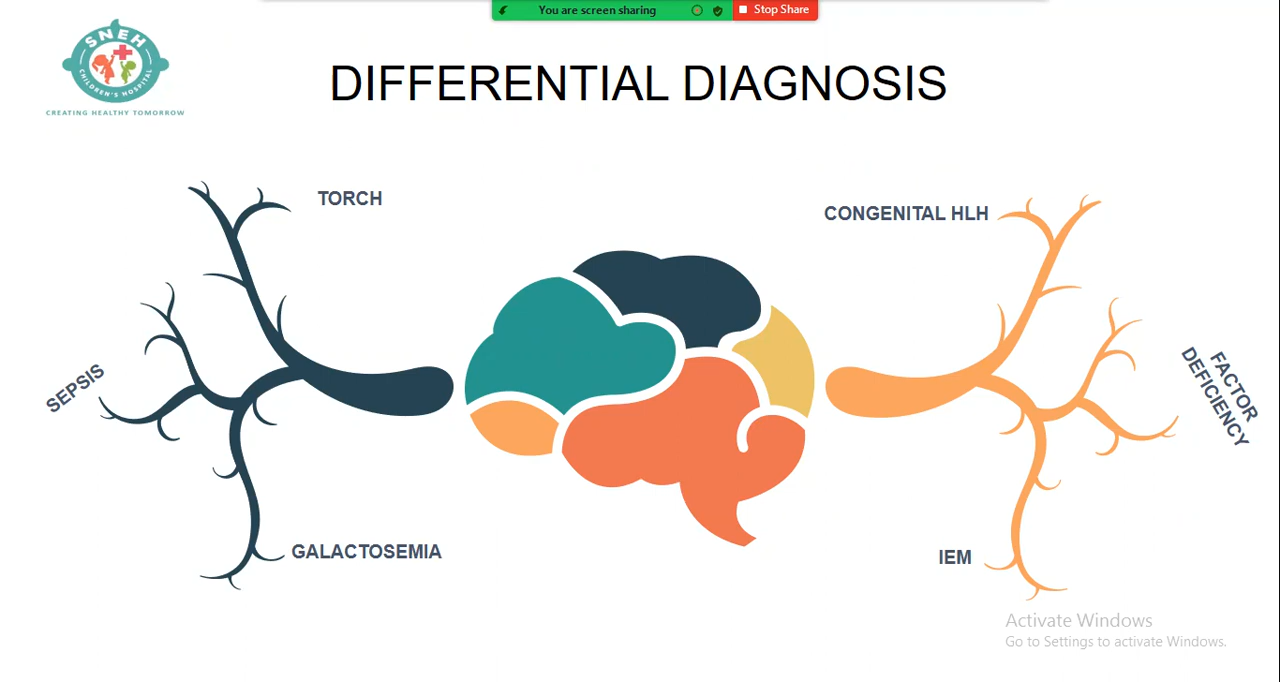 You are screen sharing
Stop Share
SNEH
CHILDREN'S HOSPITAL
CREATING HEALTHY TOMORROW
DIFFERENTIAL DIAGNOSIS
TORCH
CONGENITAL HLH
SEPSIS
FACTOR
DEFICIENCY
GALACTOSEMIA
IEM
Activate Windows
Go to Settings to activate Windows.